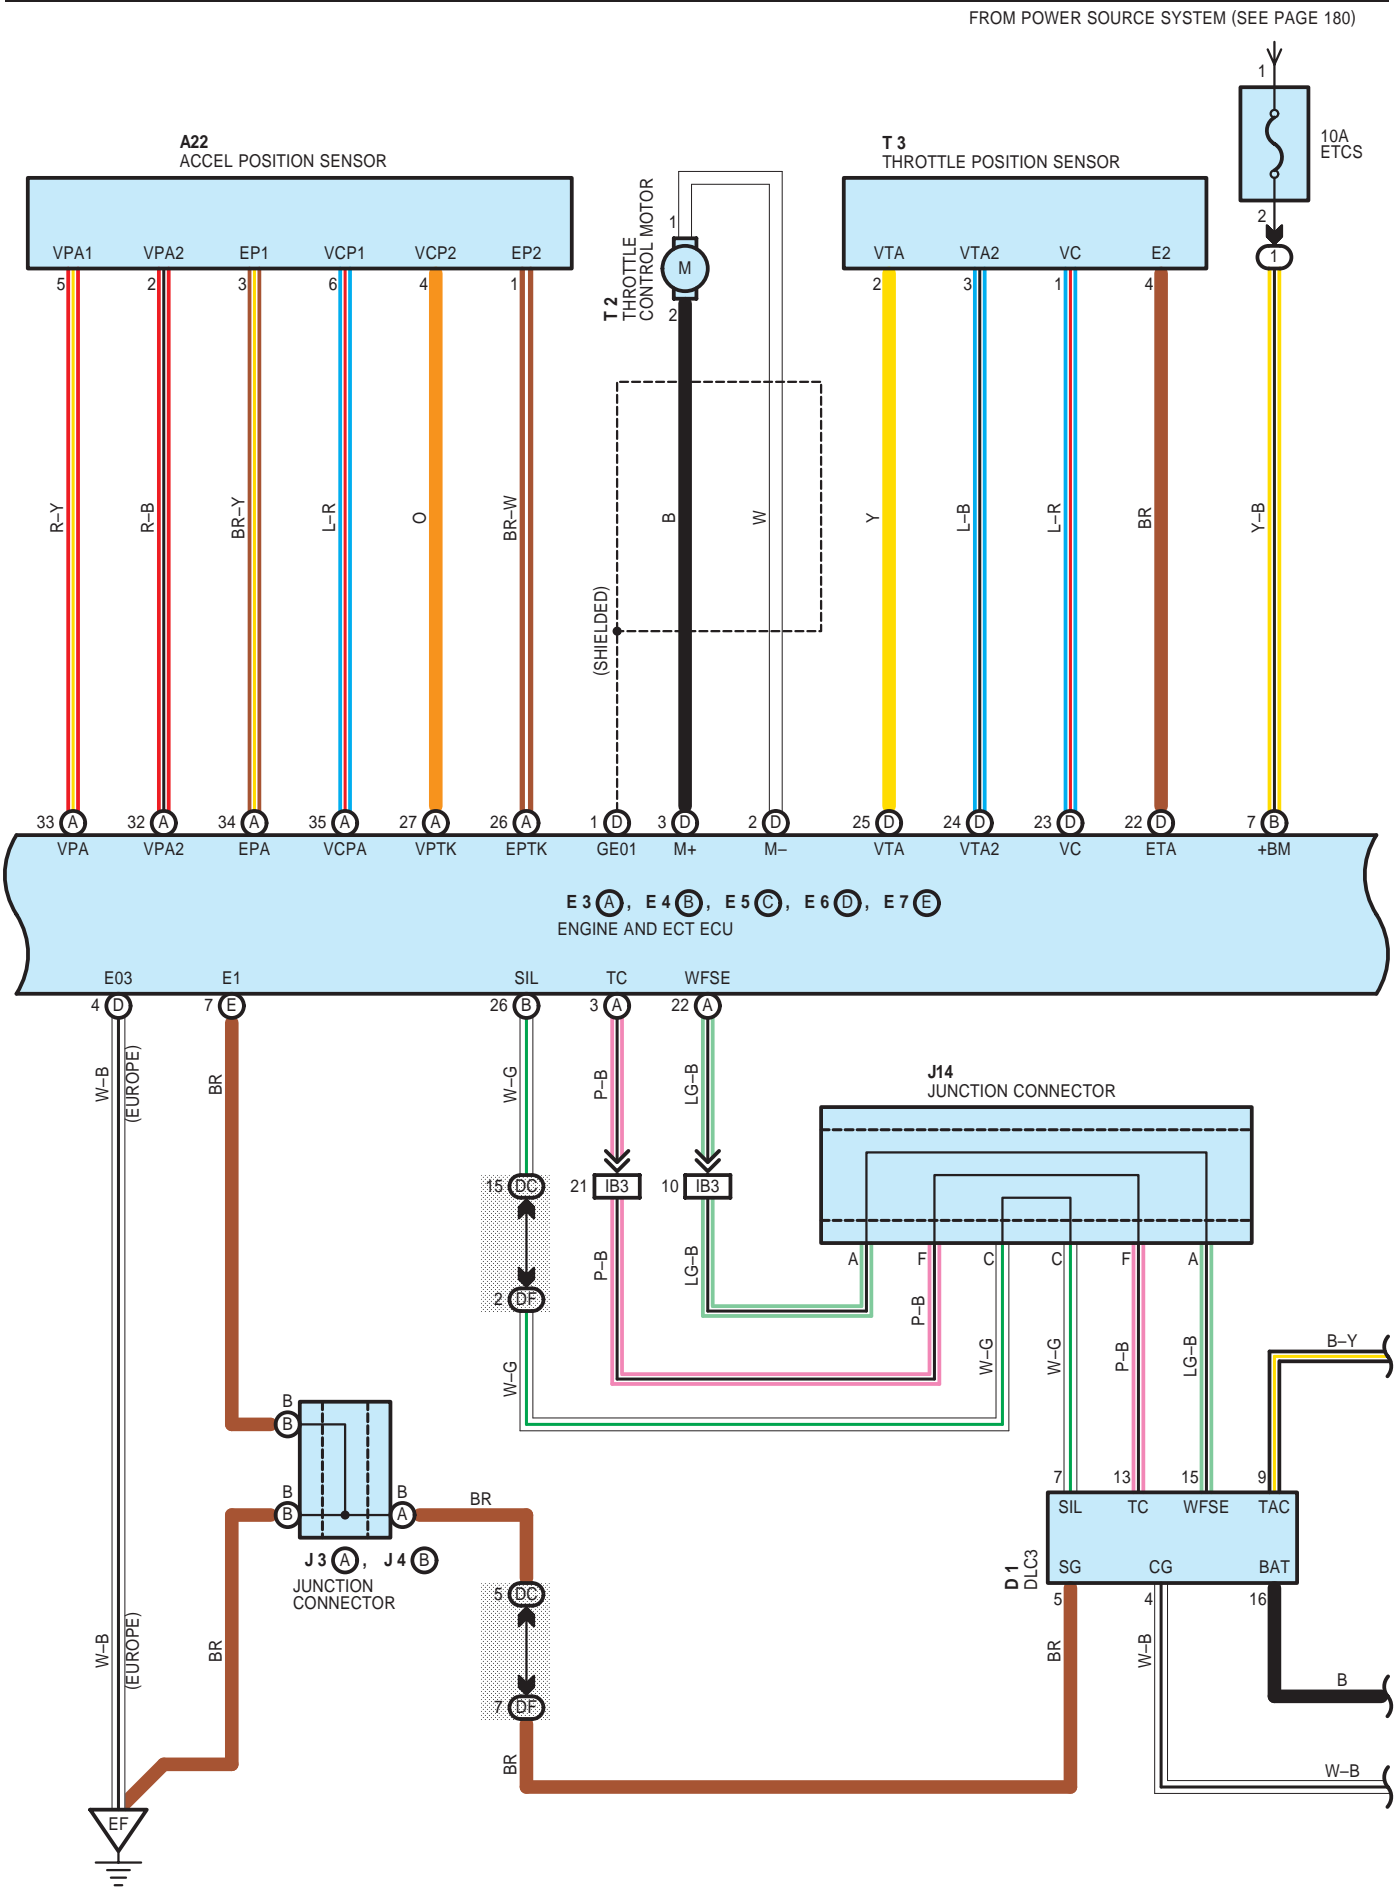 FROM POWER SOURCE SYSTEM (SEE PAGE 180)
1
10A
ETCS
2
1
A22
ACCEL POSITION SENSOR
VPA1 VPA2 EP1 VCP1 VCP2 EP2
5 2 3 6 4 1
T 2
THROTTLE
CONTROL MOTOR
1
M
2
T 3
THROTTLE POSITION SENSOR
VTA VTA2 VC E2
2 3 1 4
R–Y R–B BR–Y L–R O BR–W B W Y L–B L–R BR Y–B
(SHIELDED)
33 A 32 A 34 A 35 A 27 A 26 A 1 D 3 D 2 D 25 D 24 D 23 D 22 D 7 B
VPA VPA2 EPA VCPA VPTK EPTK GE01 M+ M– VTA VTA2 VC ETA +BM
E 3 A , E 4 B , E 5 C , E 6 D , E 7 E
ENGINE AND ECT ECU
E03 E1 SIL TC WFSE
4 D 7 E 26 B 3 A 22 A
W–B (EUROPE) BR W–G P–B LG–B
J14
JUNCTION CONNECTOR
15 DC 21 IB3 10 IB3
A F C C F A
P–B LG–B
2 DF
W–G P–B W–G W–G P–B LG–B
B–Y
B
B
B
B
B
A
BR
J 3 A , J 4 B
JUNCTION
CONNECTOR
7 13 15 9
SIL TC WFSE TAC
SG CG BAT
D 1
DLC3
5 4 16
5 DC
7 DF
W–B (EUROPE) BR BR W–B
B
BR
W–B
EF